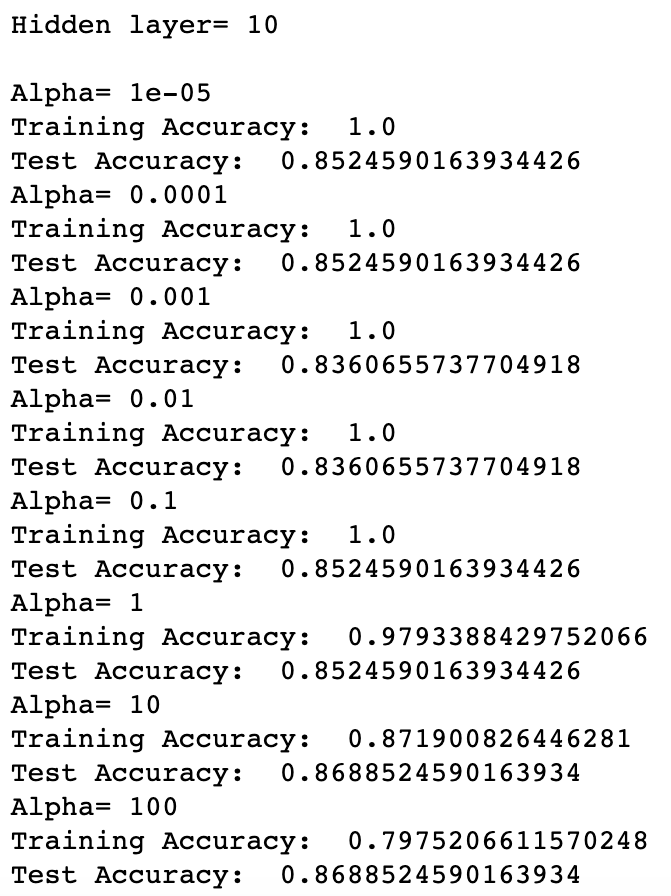 Hidden layer= 10
Alpha= 1e-05
Training Accuracy:  1.0
Test Accuracy:  0.8524590163934426
Alpha= 0.0001
Training Accuracy:  1.0
Test Accuracy:  0.8524590163934426
Alpha= 0.001
Training Accuracy:  1.0
Test Accuracy:  0.8360655737704918
Alpha= 0.01
Training Accuracy:  1.0
Test Accuracy:  0.8360655737704918
Alpha= 0.1
Training Accuracy:  1.0
Test Accuracy:  0.8524590163934426
Alpha= 1
Training Accuracy:  0.9793388429752066
Test Accuracy:  0.8524590163934426
Alpha= 10
Training Accuracy:  0.871900826446281
Test Accuracy:  0.8688524590163934
Alpha= 100
Training Accuracy:  0.7975206611570248
Test Accuracy:  0.8688524590163934